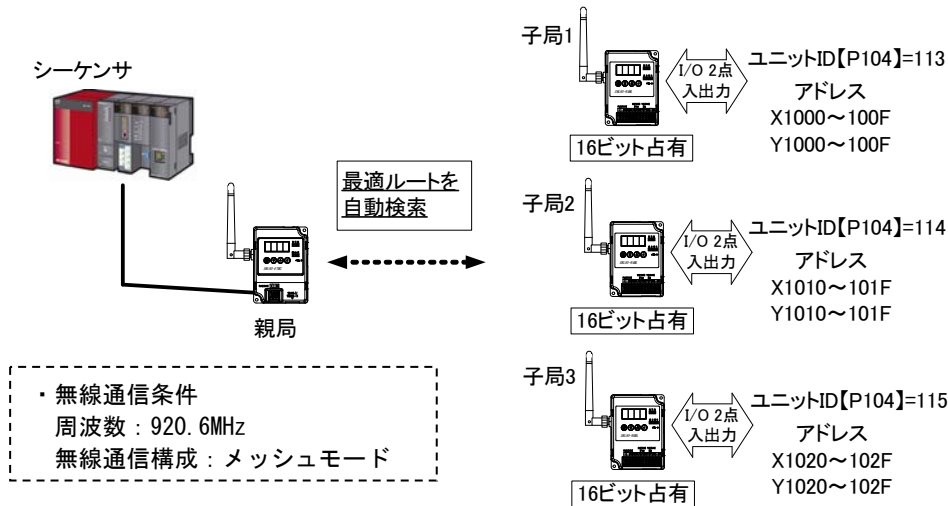 シーケンサ
親局
最適ルートを
自動検索
・無線通信条件
周波数：920.6MHz
無線通信構成：メッシュモード
子局1
I/O 2点
入出力
16ビット占有
ユニットID【P104】=113
アドレス
X1000～100F
Y1000～100F
子局2
I/O 2点
入出力
16ビット占有
ユニットID【P104】=114
アドレス
X1010～101F
Y1010～101F
子局3
I/O 2点
入出力
16ビット占有
ユニットID【P104】=115
アドレス
X1020～102F
Y1020～102F